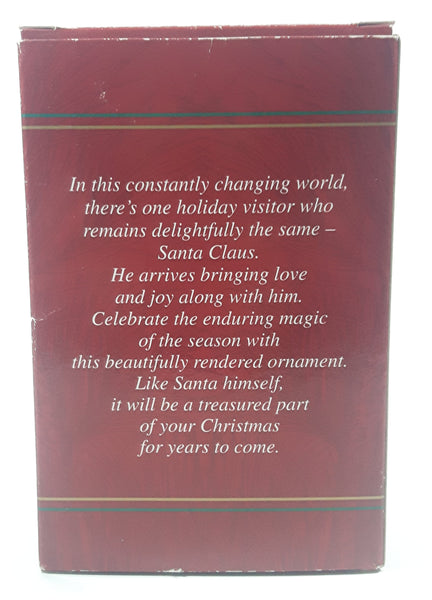 In this constantly changing world,
there's one holiday visitor who
remains delightfully the same –
Santa Claus.
He arrives bringing love
and joy along with him.
Celebrate the enduring magic
of the season with
this beautifully rendered ornament.
Like Santa himself,
it will be a treasured part
of your Christmas
for years to come.